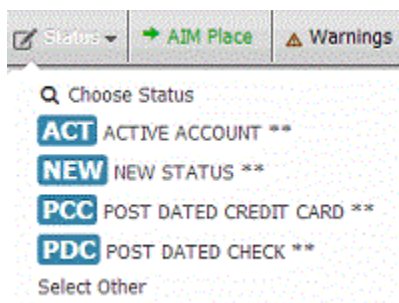 Status AIM Place Warnings
Choose Status
ACT ACTIVE ACCOUNT **
NEW NEW STATUS **
PCC POST DATED CREDIT CARD **
PDC POST DATED CHECK **
Select Other